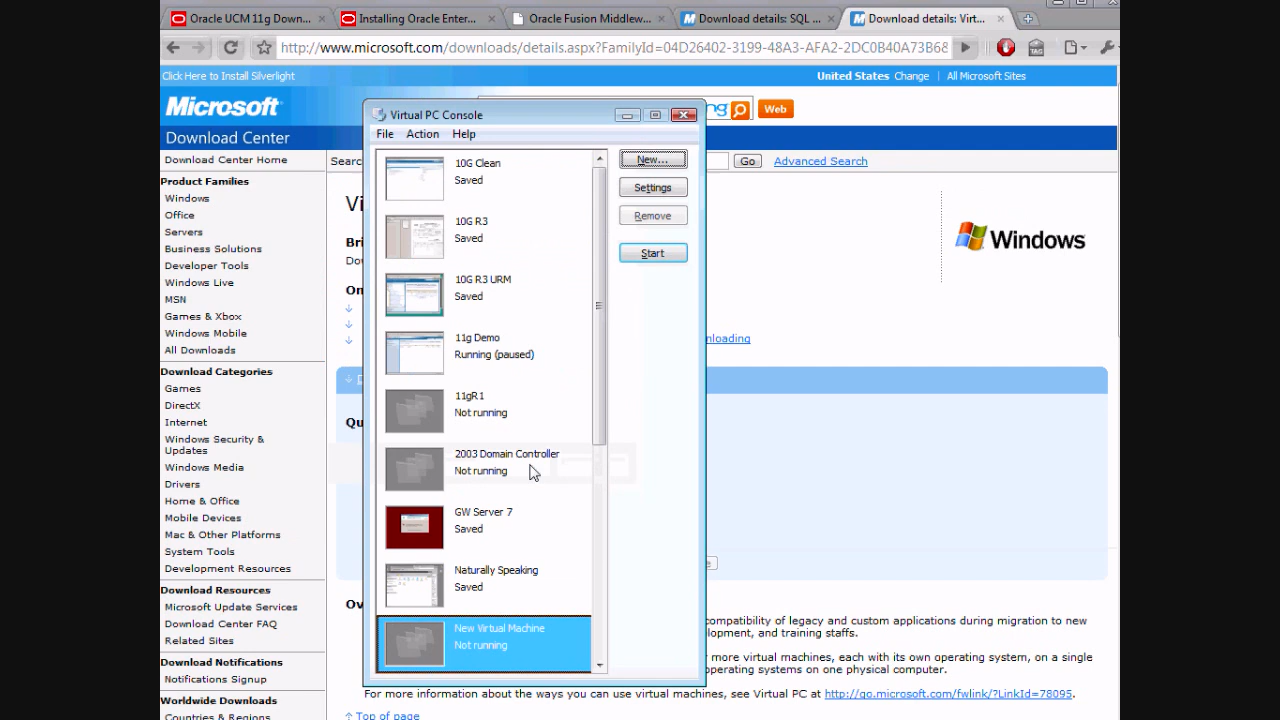 Oracle UCM 11g Down...
Installing Oracle Enter...
Oracle Fusion Middlew...
Download details: SQL ...
Download details: Virt...
http://www.microsoft.com/downloads/details.aspx?FamilyId=04D26402-3199-48A3-AFA2-2DC0B40A73B6&
Click Here to Install Silverlight
United States Change | All Microsoft Sites
Microsoft
Web
Download Center
Download Center Home
Product Families
Windows
Office
Servers
Business Solutions
Developer Tools
Windows Live
MSN
Games & Xbox
Windows Mobile
All Downloads
Download Categories
Games
DirectX
Internet
Windows Security &
Updates
Windows Media
Drivers
Home & Office
Mobile Devices
Mac & Other Platforms
System Tools
Development Resources
Download Resources
Microsoft Update Services
Download Center FAQ
Related Sites
Download Notifications
Notifications Signup
Worldwide Downloads
Countries & Regions
Go
Advanced Search
Windows
Virtual PC Console
File Action Help
10G Clean
Saved
10G R3
Saved
10G R3 URM
Saved
11g Demo
Running (paused)
11gR1
Not running
2003 Domain Controller
Not running
GW Server 7
Saved
Naturally Speaking
Saved
New Virtual Machine
Not running
New...
Settings
Remove
Start
compatibility of legacy and custom applications during migration to new
more virtual machines, each with its own operating system, on a single
operating systems on one physical computer.
For more information about the ways you can use virtual machines, see Virtual PC at http://go.microsoft.com/fwlink/?LinkId=78095.
Top of page